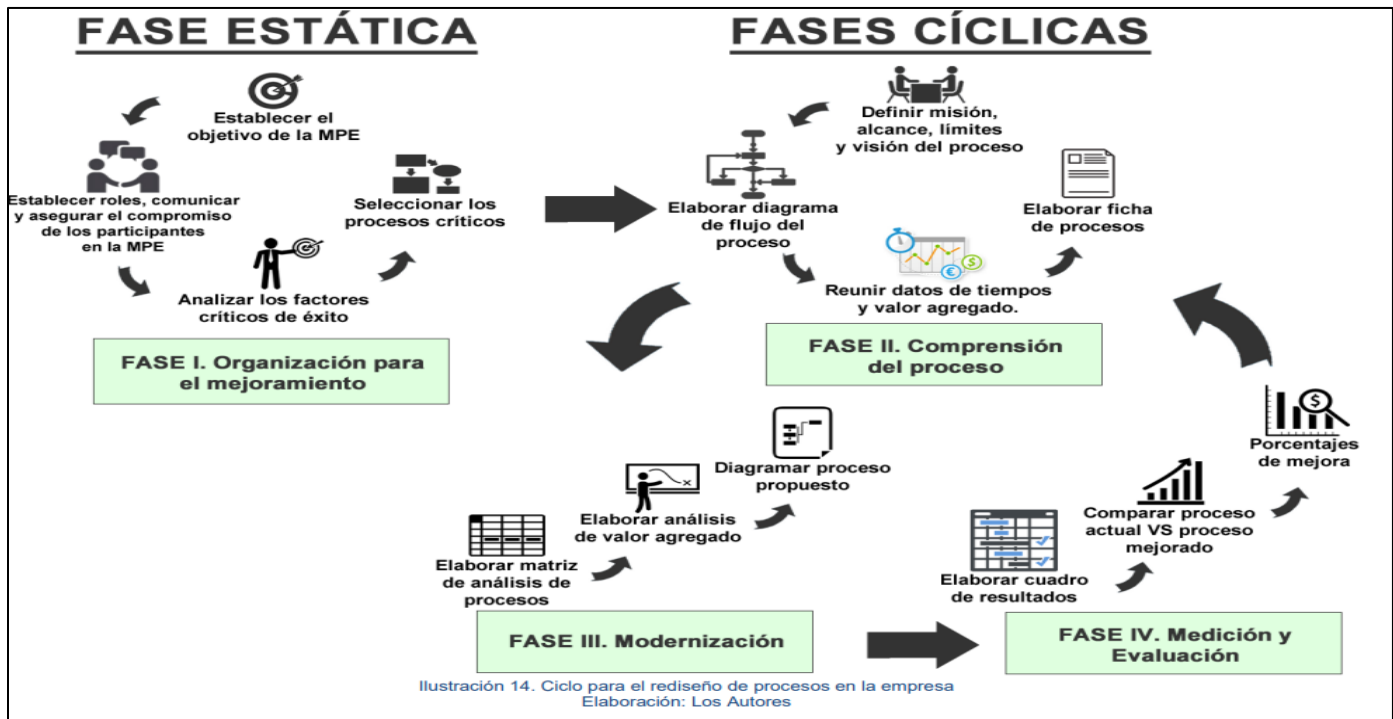 FASE ESTÁTICA
Establecer el
objetivo de la MPE
Establecer roles, comunicar
y asegurar el compromiso
de los participantes
en la MPE
Analizar los factores
críticos de éxito
Seleccionar los
procesos críticos
FASE I. Organización para
el mejoramiento
FASES CÍCLICAS
Definir misión,
alcance, límites
y visión del proceso
Elaborar diagrama
de flujo del
proceso
Reunir datos de tiempos
y valor agregado.
Elaborar ficha
de procesos
FASE II. Comprensión
del proceso
Elaborar matriz
de análisis de
procesos
Elaborar análisis
de valor agregado
Diagramar proceso
propuesto
FASE III. Modernización
Elaborar cuadro
de resultados
Comparar proceso
actual VS proceso
mejorado
Porcentajes
de mejora
FASE IV. Medición y
Evaluación
Ilustración 14. Ciclo para el rediseño de procesos en la empresa
Elaboración: Los Autores